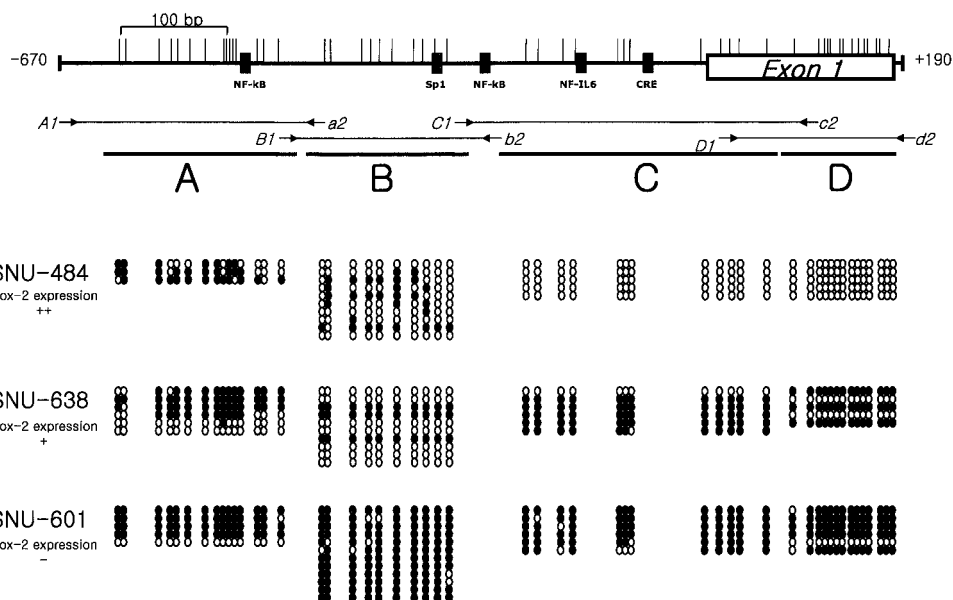 100 bp
-670
+190
NF-kB
Sp1
NF-kB
NF-IL6
CRE
Exon 1
A1
a2
C1
c2
B1
b2
D1
d2
A
B
C
D
SNU-484
ox-2 expression
++
SNU-638
ox-2 expression
+
SNU-601
ox-2 expression
-